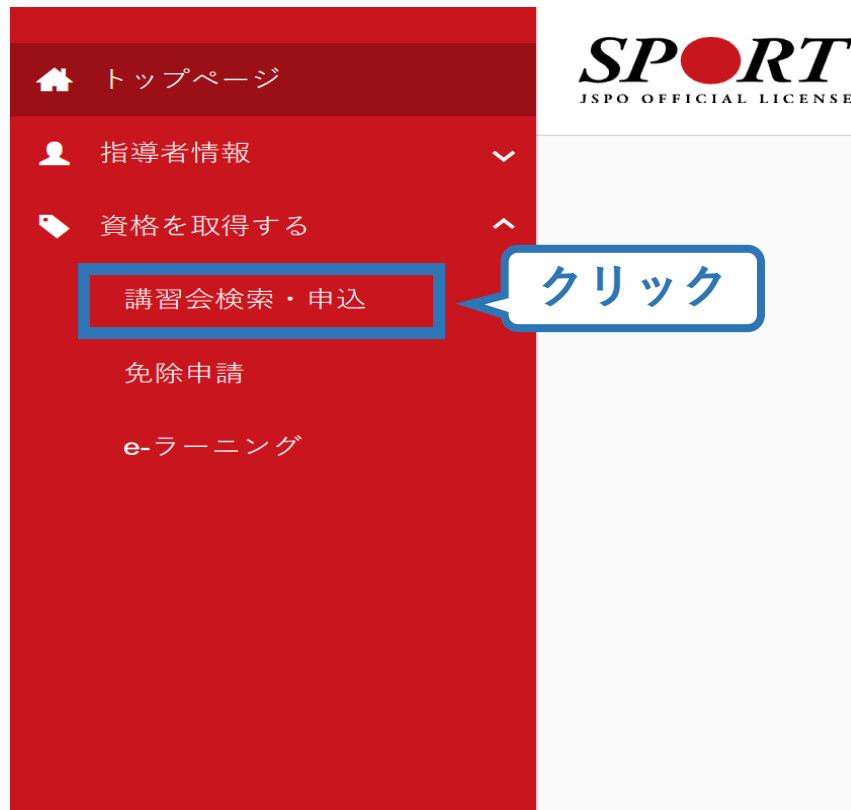 トップページ
指導者情報
資格を取得する
講習会検索・申込
免除申請
e-ラーニング
クリック
SPORT
JSPO OFFICIAL LICENSE